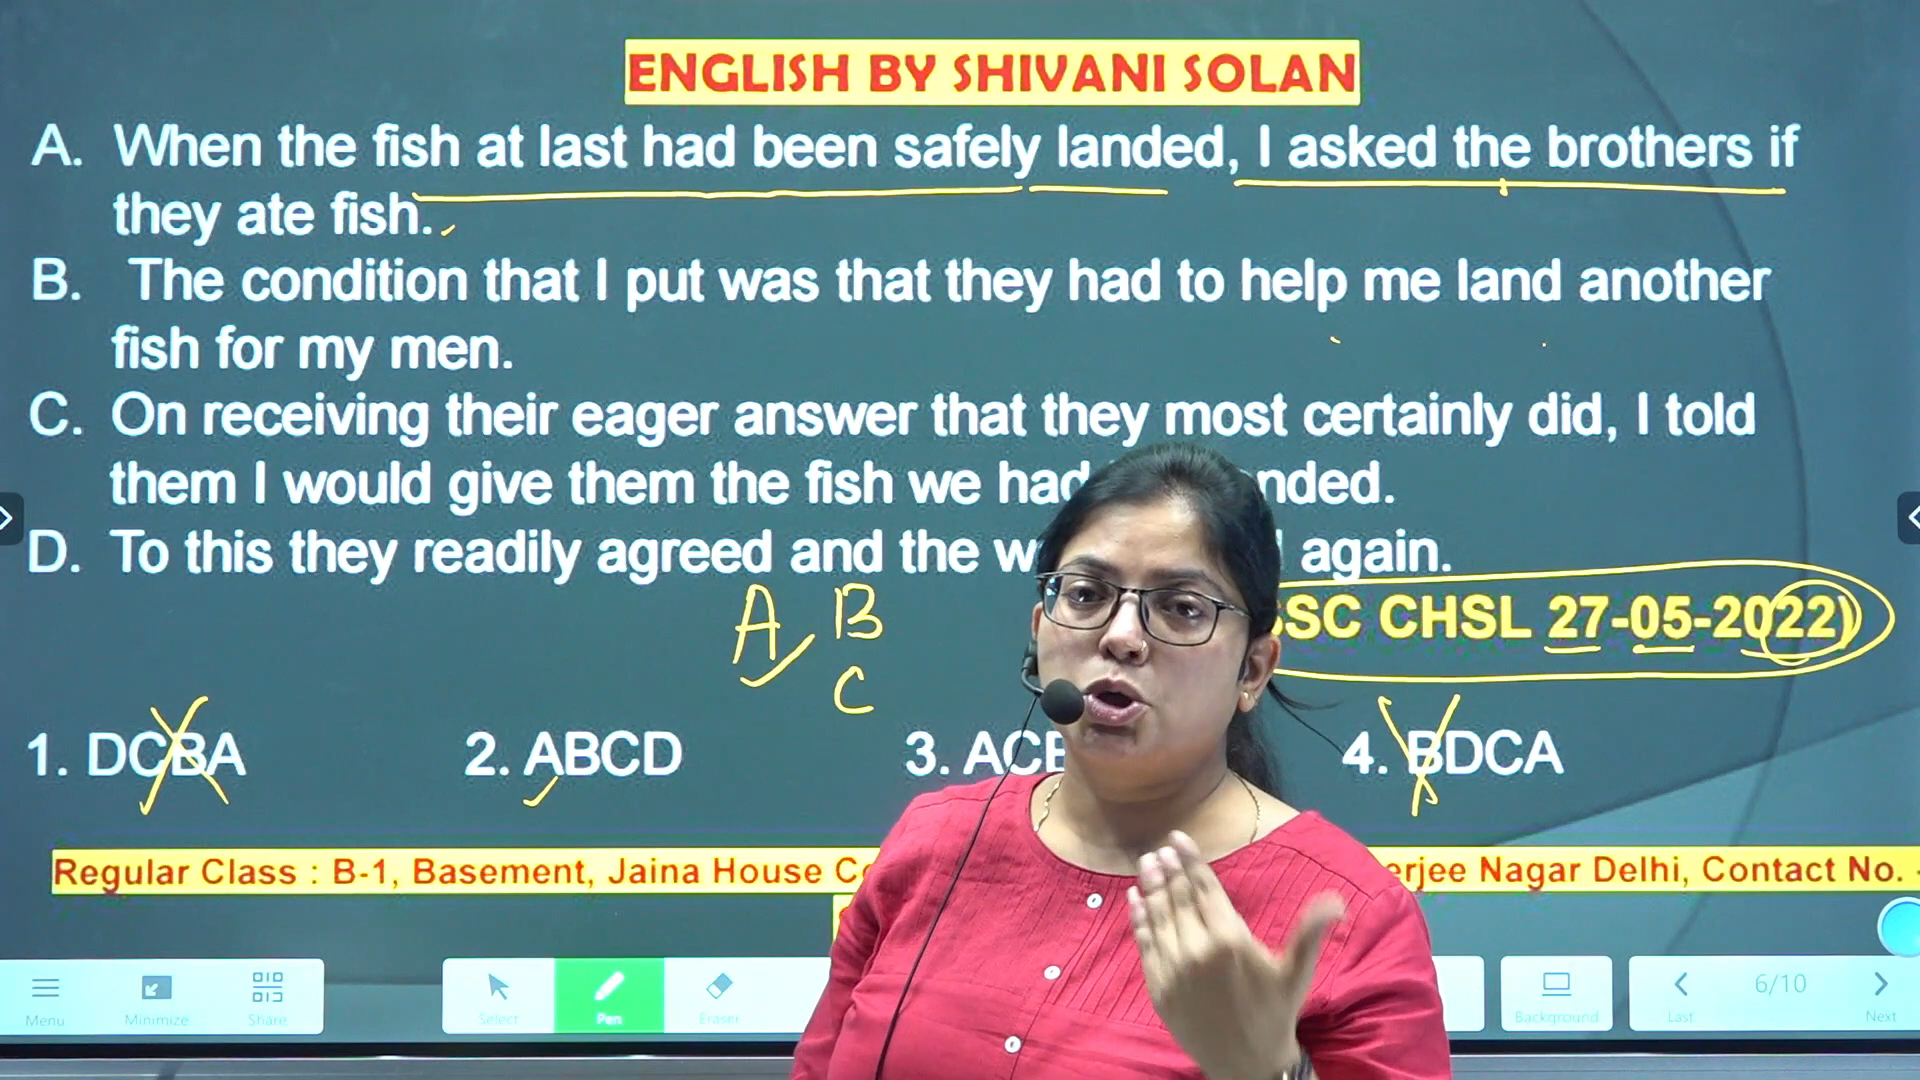 ENGLISH BY SHIVANI SOLAN
A. When the fish at last had been safely landed, I asked the brothers if
they ate fish.
B. The condition that I put was that they had to help me land another
fish for my men.
C. On receiving their eager answer that they most certainly did, I told
them I would give them the fish we had
D. To this they readily agreed and the again.
A B
C
SSC CHSL 27-05-2022)
1. DCBA 2. ABCD 3. 4. BDCA
Regular Class : B-1, Basement, Jaina House Nagar Delhi, Contact No. -
Menu Minimize Share Select Pen Eraser Background Last 6/10 Next